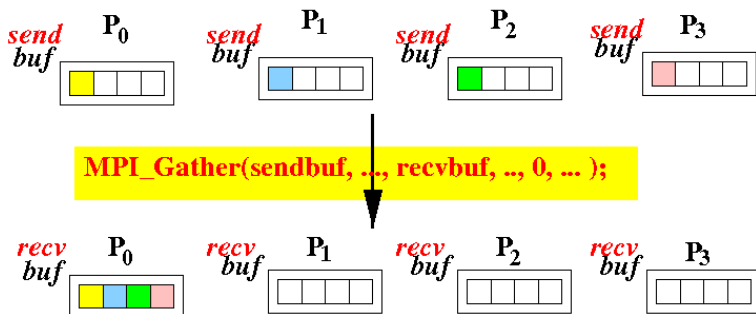 send buf P0 send buf P1 send buf P2 send buf P3
MPI_Gather(sendbuf, ..., recvbuf, .., 0, ... );
recv buf P0 recv buf P1 recv buf P2 recv buf P3